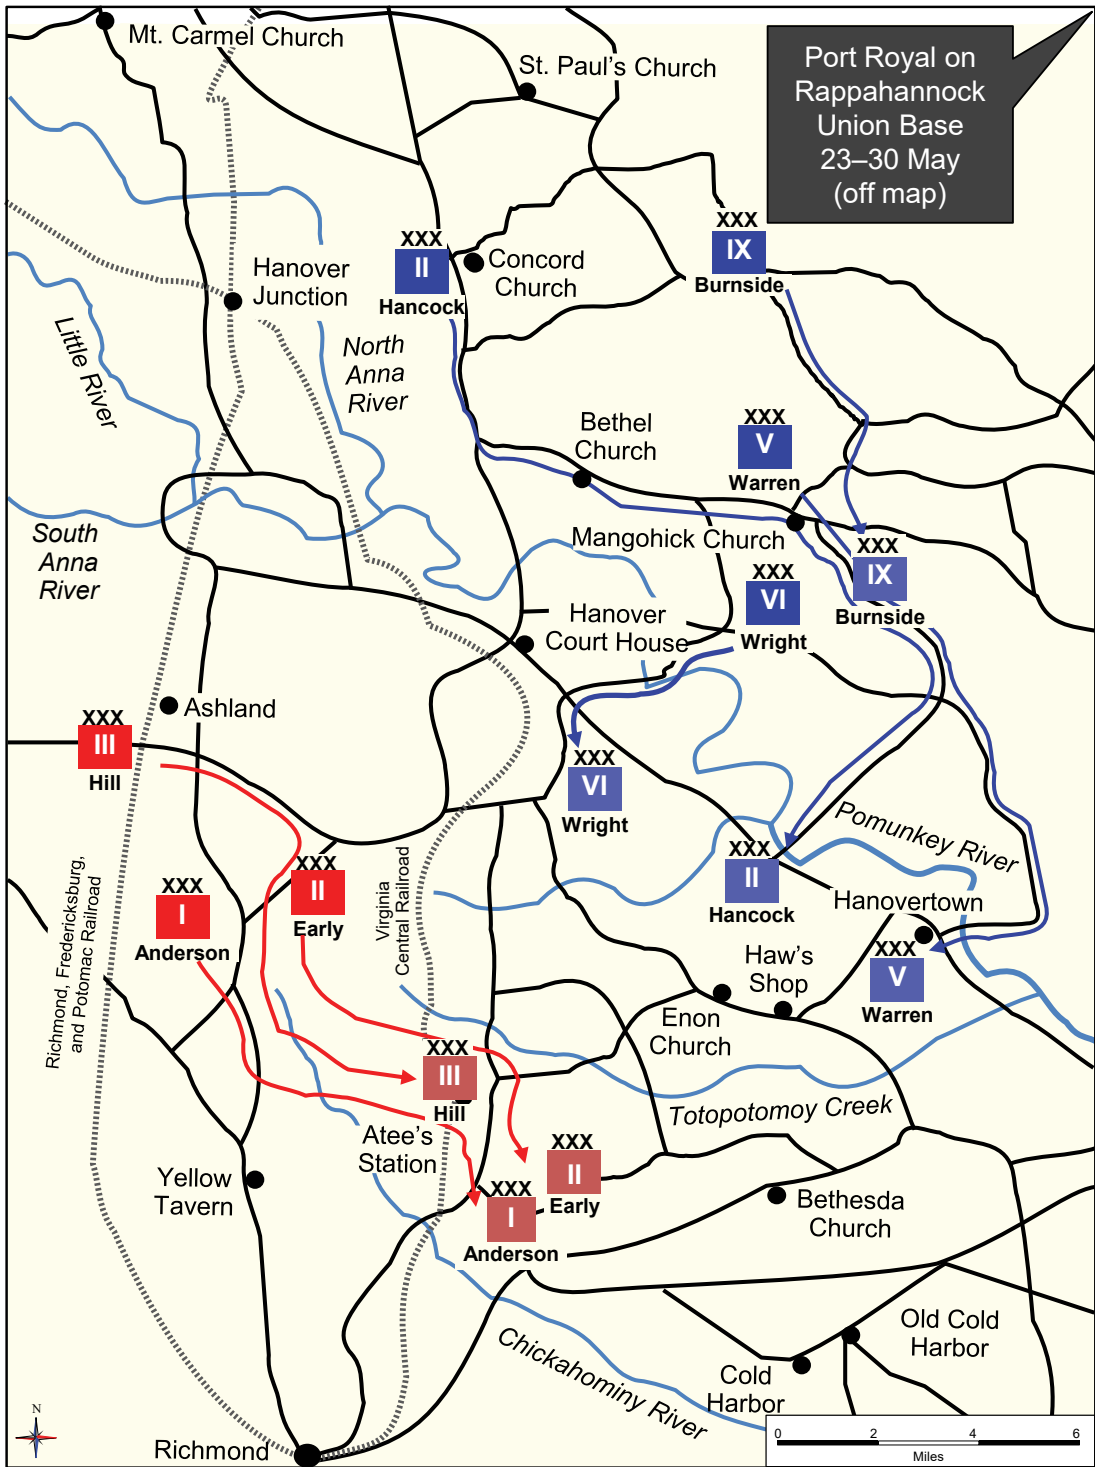 Mt. Carmel Church
St. Paul's Church
Port Royal on
Rappahannock
Union Base
23–30 May
(off map)
XXX
IX
Burnside
XXX
II
Hancock
Concord
Church
Hanover
Junction
Little River
North
Anna
River
Bethel
Church
XXX
V
Warren
South
Anna
River
Mangohick Church
XXX
IX
Burnside
XXX
VI
Wright
Hanover
Court House
Ashland
XXX
III
Hill
XXX
VI
Wright
Pomunkey River
XXX
II
Hancock
Hanovertown
XXX
II
Early
XXX
I
Anderson
Virginia
Central Railroad
Richmond, Fredericksburg,
and Potomac Railroad
Haw's
Shop
XXX
V
Warren
Enon
Church
XXX
III
Hill
Totopotomoy Creek
Atee's
Station
XXX
II
Early
Yellow
Tavern
XXX
I
Anderson
Bethesda
Church
Old Cold
Harbor
Cold
Harbor
Chickahominy River
N
Richmond
0 2 4 6
Miles